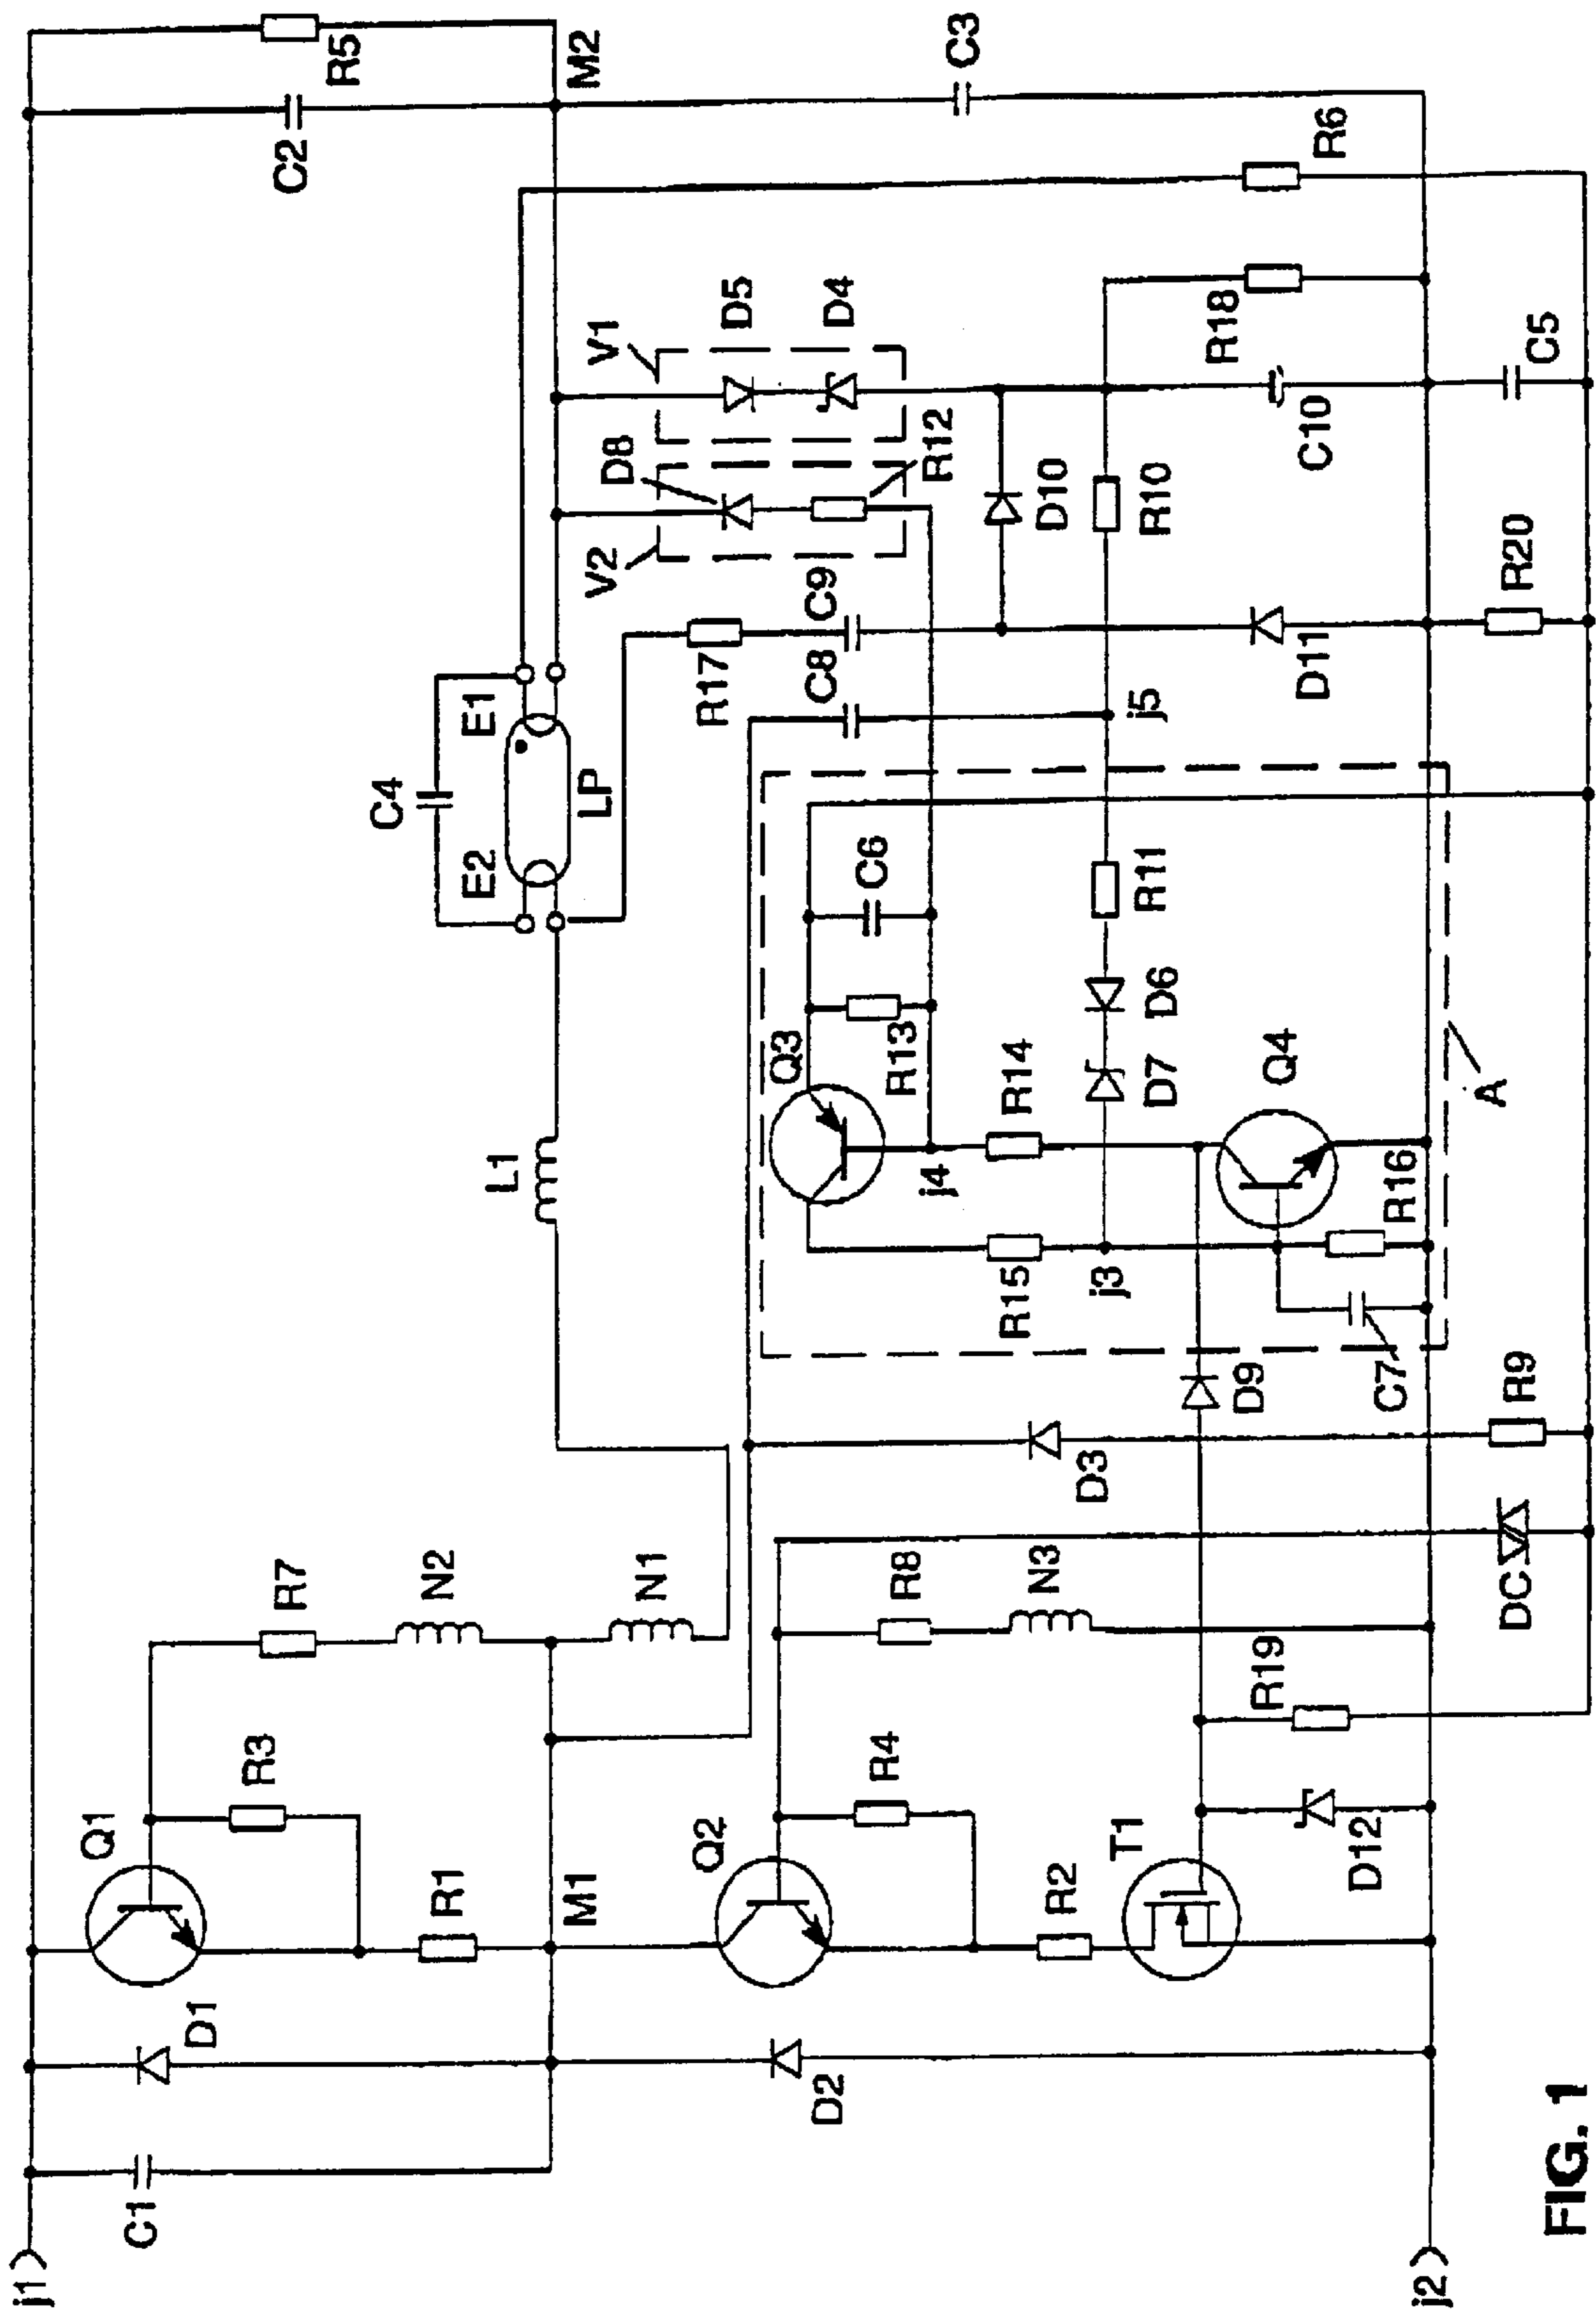 j1
C1
D1
Q1
R3
R7
R1
N2
M1
N1
D2
Q2
R4
R8
R2
N3
T1
D12
R19
DC
j2
L1
C4
E2
E1
LP
R17
C8
C9
V2
V1
D8
D5
D4
R12
C2
R5
M2
C3
Q3
R13
C6
j4
R14
R15
j3
D7
D6
R11
j5
R10
D10
R18
R6
D3
D9
Q4
C7
R16
A
D11
C10
R9
R20
C5
FIG. 1